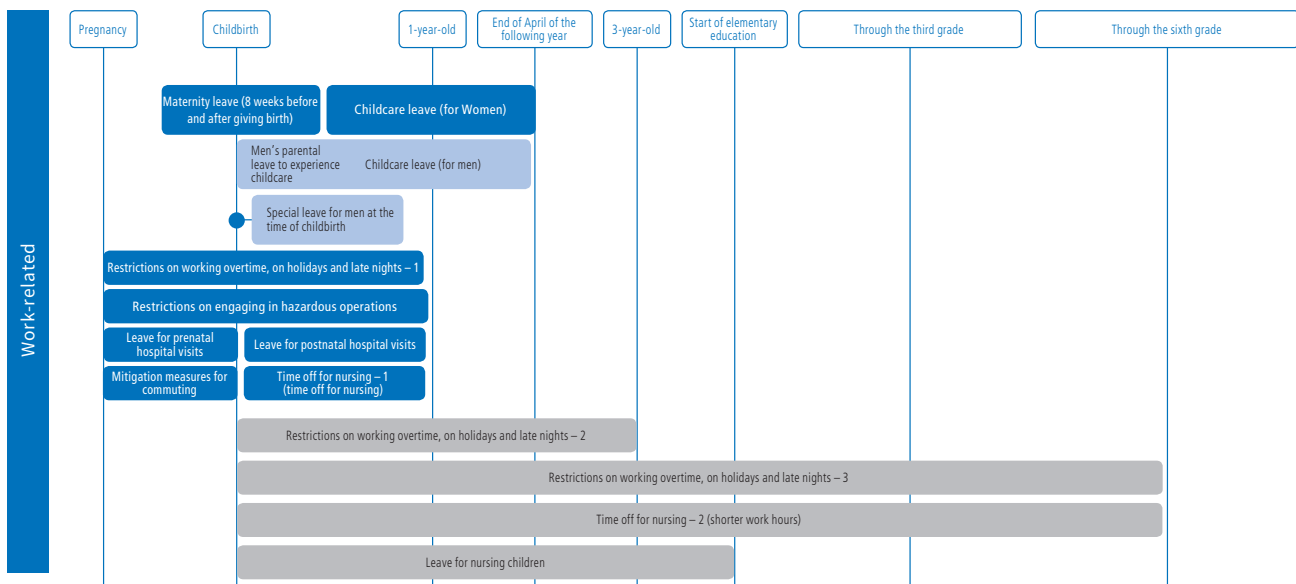 Pregnancy
Childbirth
1-year-old
End of April of the
following year
3-year-old
Start of elementary
education
Through the third grade
Through the sixth grade
Work-related
Maternity leave (8 weeks before
and after giving birth)
Childcare leave (for Women)
Men's parental
leave to experience
childcare
Childcare leave (for men)
Special leave for men at the
time of childbirth
Restrictions on working overtime, on holidays and late nights – 1
Restrictions on engaging in hazardous operations
Leave for prenatal
hospital visits
Leave for postnatal hospital visits
Mitigation measures for
commuting
Time off for nursing – 1
(time off for nursing)
Restrictions on working overtime, on holidays and late nights – 2
Restrictions on working overtime, on holidays and late nights – 3
Time off for nursing – 2 (shorter work hours)
Leave for nursing children